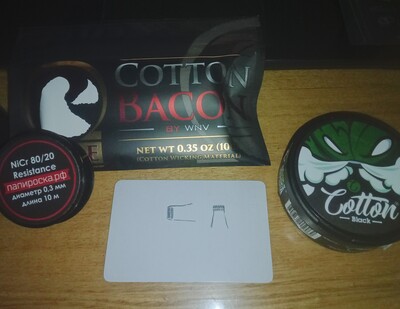 COTTON
BACON
BY WNV
NET WT 0.35 OZ (10
(COTTON WICKING MATERIAL)
NiCr 80/20
Resistance
папироска.рф
диаметр 0,3 мм
длина 10 м
Cotton
Black